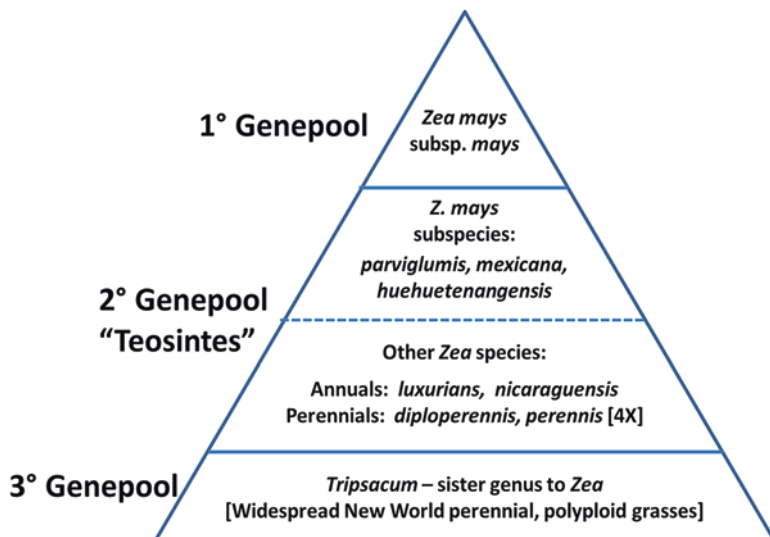 1° Genepool
Zea mays
subsp. mays
Z. mays
subspecies:
parviglumis, mexicana,
huehuetenangensis
2° Genepool
“Teosintes”
Other Zea species:
Annuals: luxurians, nicaraguensis
Perennials: diploperennis, perennis [4X]
3° Genepool
Tripsacum – sister genus to Zea
[Widespread New World perennial, polyploid grasses]